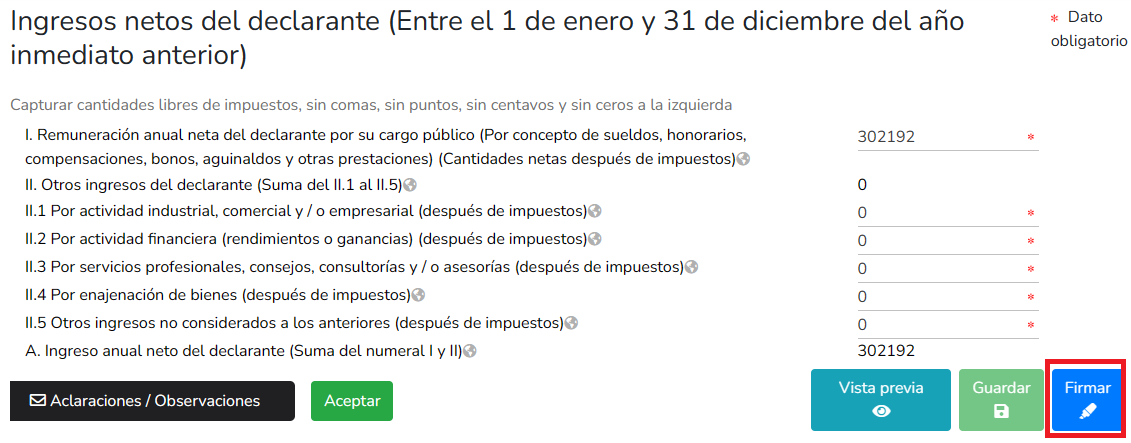 Ingresos netos del declarante (Entre el 1 de enero y 31 de diciembre del año
inmediato anterior)
* Dato
obligatorio
Capturar cantidades libres de impuestos, sin comas, sin puntos, sin centavos y sin ceros a la izquierda
I. Remuneración anual neta del declarante por su cargo público (Por concepto de sueldos, honorarios,
compensaciones, bonos, aguinaldos y otras prestaciones) (Cantidades netas después de impuestos)
302192 *
II. Otros ingresos del declarante (Suma del II.1 al II.5) 0
II.1 Por actividad industrial, comercial y / o empresarial (después de impuestos) 0 *
II.2 Por actividad financiera (rendimientos o ganancias) (después de impuestos) 0 *
II.3 Por servicios profesionales, consejos, consultorías y / o asesorías (después de impuestos) 0 *
II.4 Por enajenación de bienes (después de impuestos) 0 *
II.5 Otros ingresos no considerados a los anteriores (después de impuestos) 0 *
A. Ingreso anual neto del declarante (Suma del numeral I y II) 302192
Aclaraciones / Observaciones
Aceptar
Vista previa
Guardar
Firmar